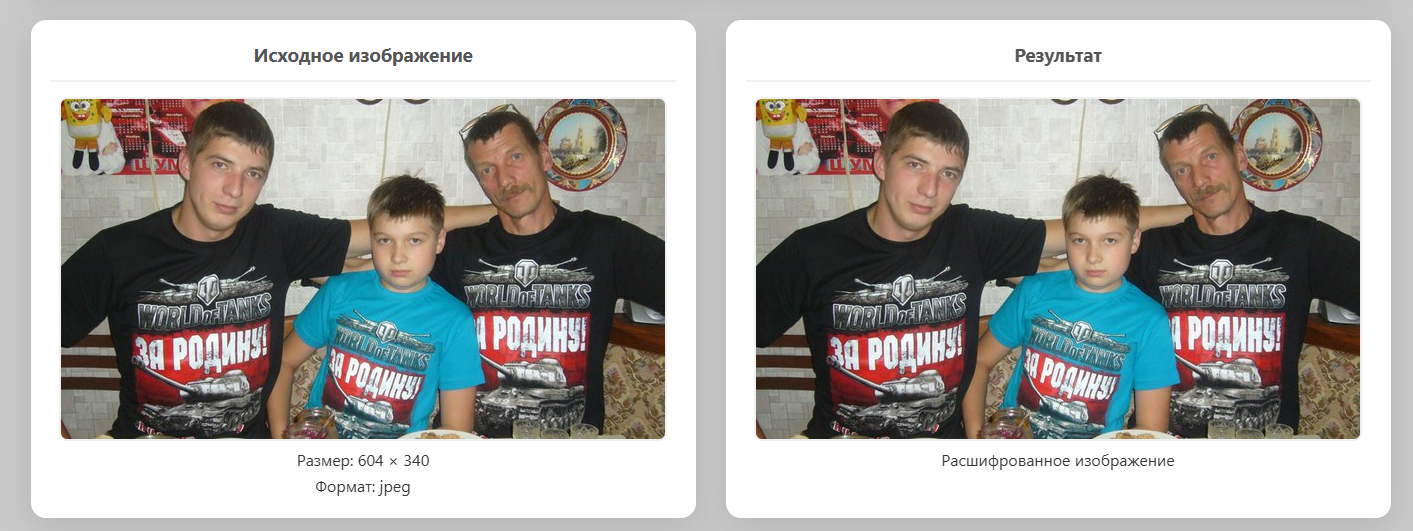 Исходное изображение
Результат
ШУМ
WORLD OF TANKS
ЗА РОДИНУ!
WORLD OF TANKS
ЗА РОДИНУ!
WORLD OF TANKS
А РОДИНУ!
ШУМ
WORLD OF TANKS
ЗА РОДИНУ!
WORLD OF TANKS
ЗА РОДИНУ!
WORLD OF TANKS
А РОДИНУ!
Размер: 604 × 340
Формат: jpeg
Расшифрованное изображение